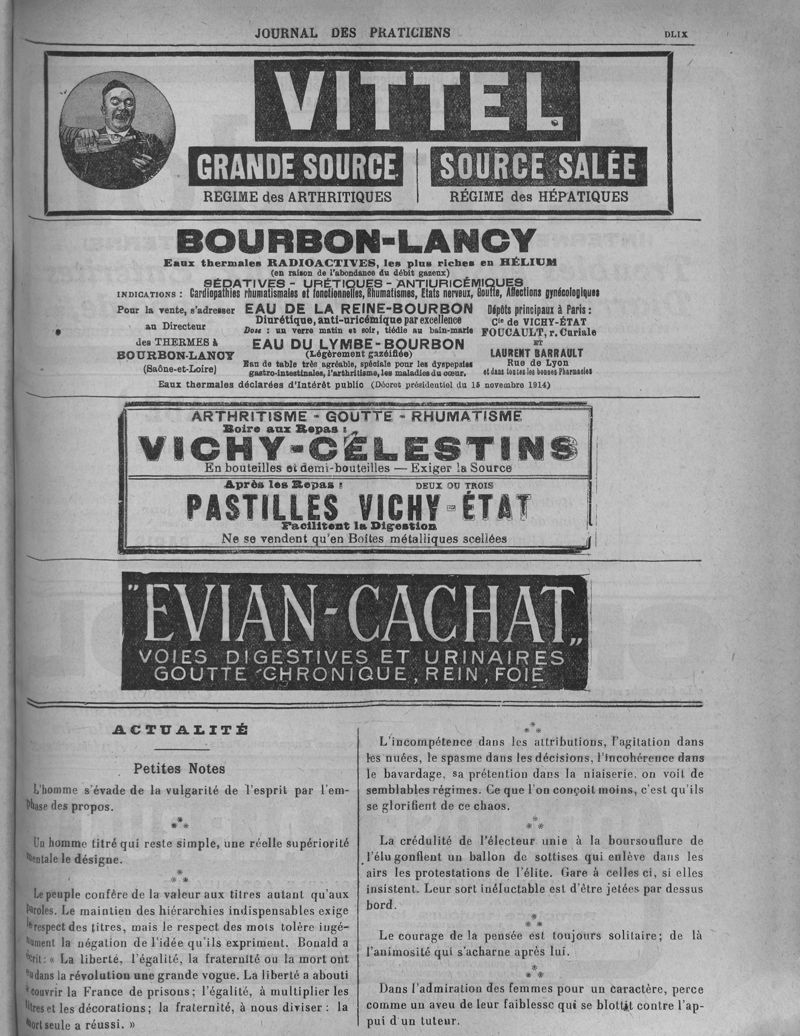 JOURNAL DES PRATICIENS
DLIX
VITTEL
GRANDE SOURCE
REGIME des ARTHRITIQUES
SOURCE SALÉE
RÉGIME des HÉPATIQUES
BOURBON-LANCY
Eaux thermales RADIOACTIVES, les plus riches en HÉLIUM
(en raison de l'abondance du débit gazeux)
SÉDATIVES - URÉTIQUES - ANTIURICÉMIQUES
INDICATIONS : Cardiopathies rhumatismales et fonctionnelles, Rhumatismes, Etats nerveux, Goutte, Affections gynécologiques
Pour la vente, s'adresser
au Directeur
des THERMES à
BOURBON-LANCY
(Saône-et-Loire)
EAU DE LA REINE-BOURBON
Diurétique, anti-uricémique par excellence
Dose : un verre matin et soir, tiédie au bain-marie
EAU DU LYMBE-BOURBON
(Légèrement gazéifiée)
Eau de table très agréable, spéciale pour les dyspepsies
gastro-intestinales, l'arthritisme, les maladies du cœur.
Dépôts principaux à Paris :
Cie de VICHY-ÉTAT
FOUCAULT, r. Curiale
ET
LAURENT BARRAULT
Rue de Lyon
et dans toutes les bonnes Pharmacies
Eaux thermales déclarées d'Intérêt public (Décret présidentiel du 15 novembre 1914)
ARTHRITISME - GOUTTE - RHUMATISME
Boire aux Repas :
VICHY-CÉLESTINS
En bouteilles et demi-bouteilles — Exiger la Source
Après les Repas : DEUX OU TROIS
PASTILLES VICHY-ÉTAT
Facilitent la Digestion
Ne se vendent qu'en Boîtes métalliques scellées
"EVIAN-CACHAT„
VOIES DIGESTIVES ET URINAIRES
GOUTTE CHRONIQUE, REIN, FOIE
ACTUALITÉ
Petites Notes
L'homme s'évade de la vulgarité de l'esprit par l'em-
phase des propos.
* * *
Un homme titré qui reste simple, une réelle supériorité
mentale le désigne.
* * *
Le peuple confère de la valeur aux titres autant qu'aux
paroles. Le maintien des hiérarchies indispensables exige
le respect des titres, mais le respect des mots tolère ingé-
nument la négation de l'idée qu'ils expriment. Bonald a
écrit : « La liberté, l'égalité, la fraternité ou la mort ont
eu dans la révolution une grande vogue. La liberté a abouti
à couvrir la France de prisons ; l'égalité, à multiplier les
titres et les décorations ; la fraternité, à nous diviser : la
mort seule a réussi. »
* * *
L'incompétence dans les attributions, l'agitation dans
les nuées, le spasme dans les décisions, l'incohérence dans
le bavardage, sa prétention dans la niaiserie, on voit de
semblables régimes. Ce que l'on conçoit moins, c'est qu'ils
se glorifient de ce chaos.
* * *
La crédulité de l'électeur unie à la boursouflure de
l'élu gonflent un ballon de sottises qui enlève dans les
airs les protestations de l'élite. Gare à celles ci, si elles
insistent. Leur sort inéluctable est d'être jetées par dessus
bord.
* * *
Le courage de la pensée est toujours solitaire ; de là
l'animosité qui s'acharne après lui.
* * *
Dans l'admiration des femmes pour un caractère, perce
comme un aveu de leur faiblesse qui se blottit contre l'ap-
pui d'un tuteur.